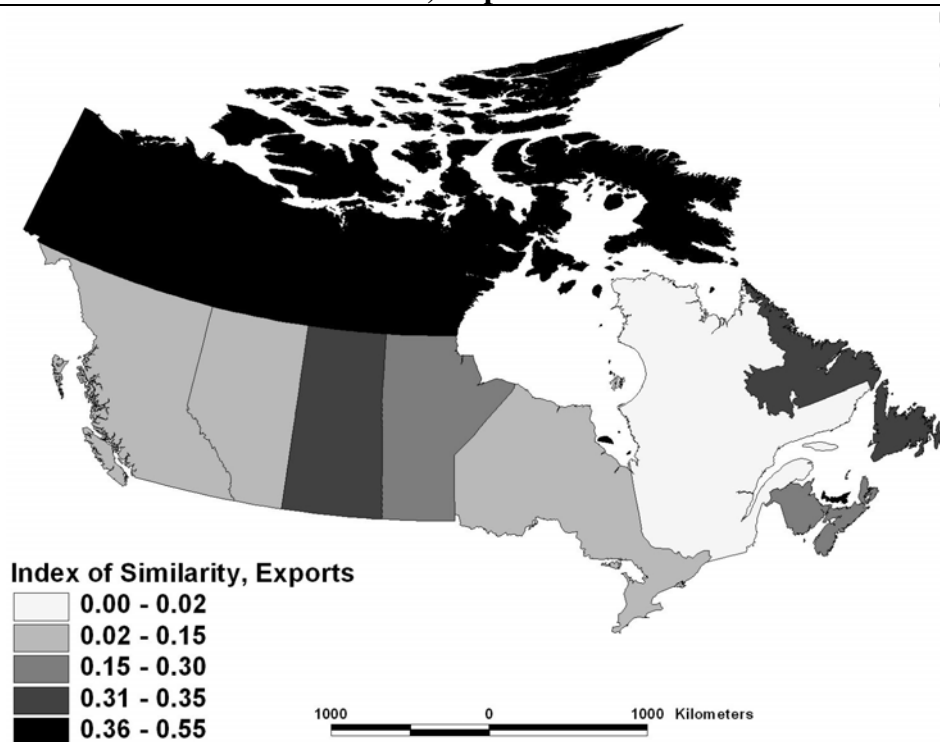 Index of Similarity, Exports
0.00 - 0.02
0.02 - 0.15
0.15 - 0.30
0.31 - 0.35
0.36 - 0.55
1000 0 1000 Kilometers